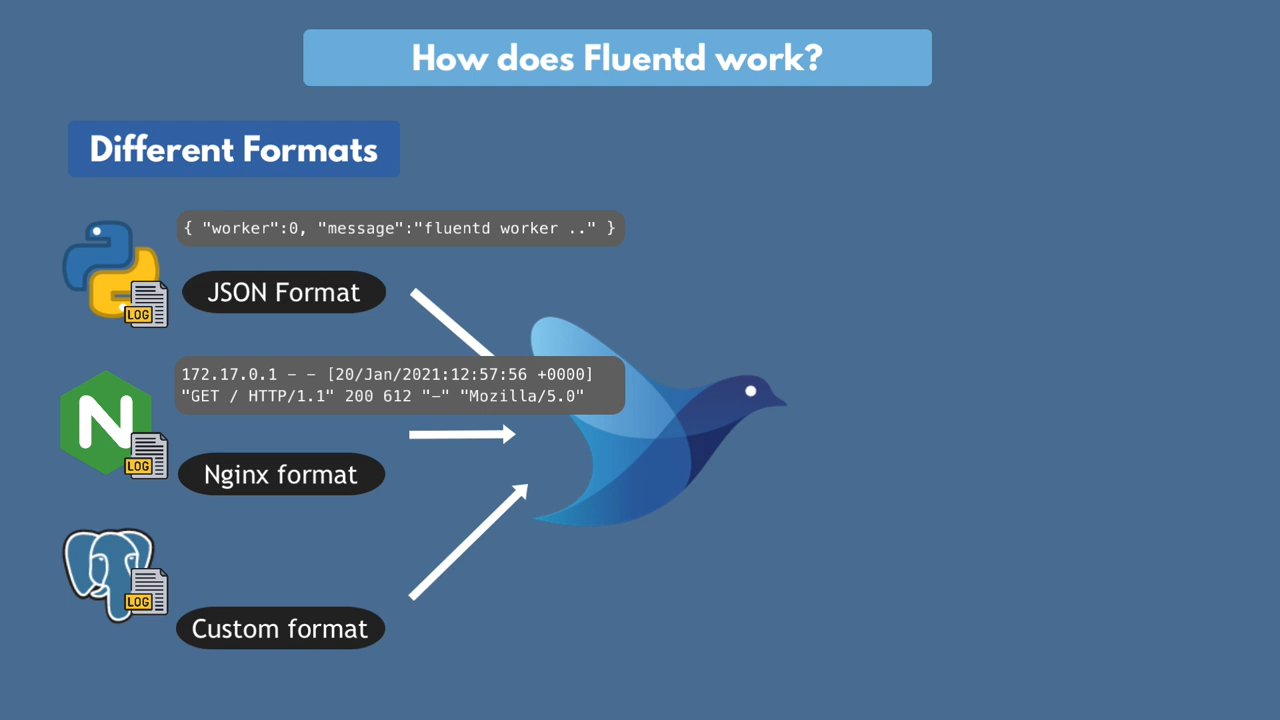 How does Fluentd work?
Different Formats
{ "worker":0, "message":"fluentd worker .." }
LOG
JSON Format
172.17.0.1 – – [20/Jan/2021:12:57:56 +0000]
"GET / HTTP/1.1" 200 612 "–" "Mozilla/5.0"
N
LOG
Nginx format
LOG
Custom format